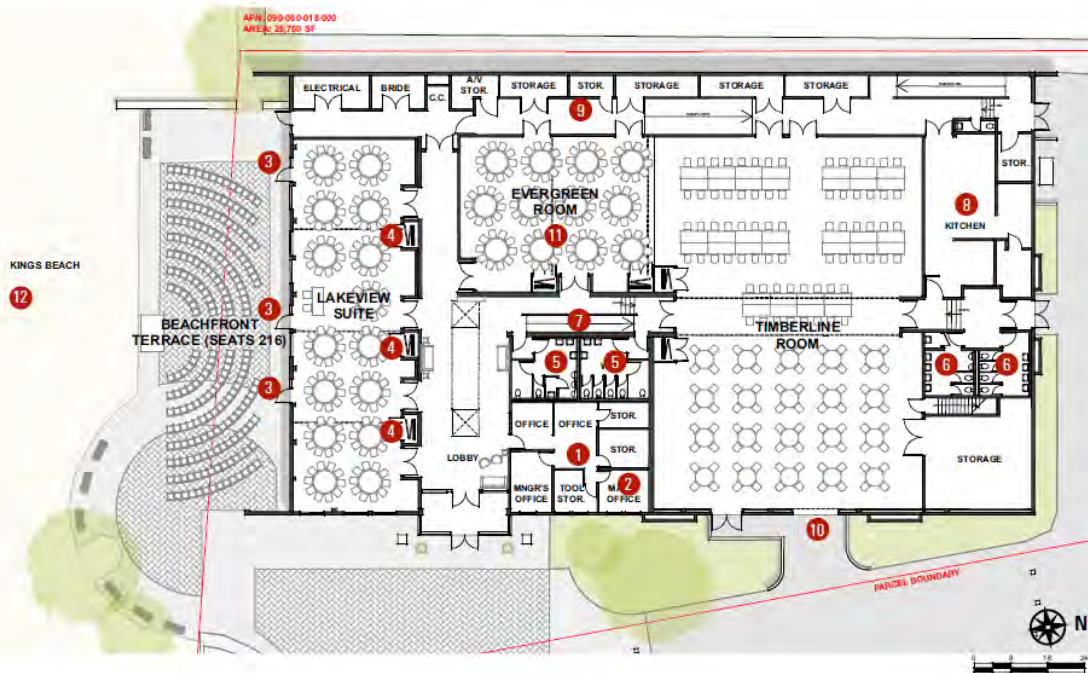 APN: 090-080-018-000
AREA: 25,750 SF
ELECTRICAL
BRIDE
C.C.
A/V
STOR.
STORAGE
STOR.
STORAGE
STORAGE
STORAGE
9
3
STOR.
EVERGREEN
ROOM
8
KITCHEN
4
11
KINGS BEACH
12
3
LAKEVIEW
SUITE
BEACHFRONT
TERRACE (SEATS 216)
7
TIMBERLINE
ROOM
4
5
5
6
6
3
4
OFFICE
OFFICE
STOR.
LOBBY
1
STOR.
STORAGE
MNGR'S
OFFICE
TOOL
STOR.
2
OFFICE
10
PARCEL BOUNDARY
N
0
8
16
24